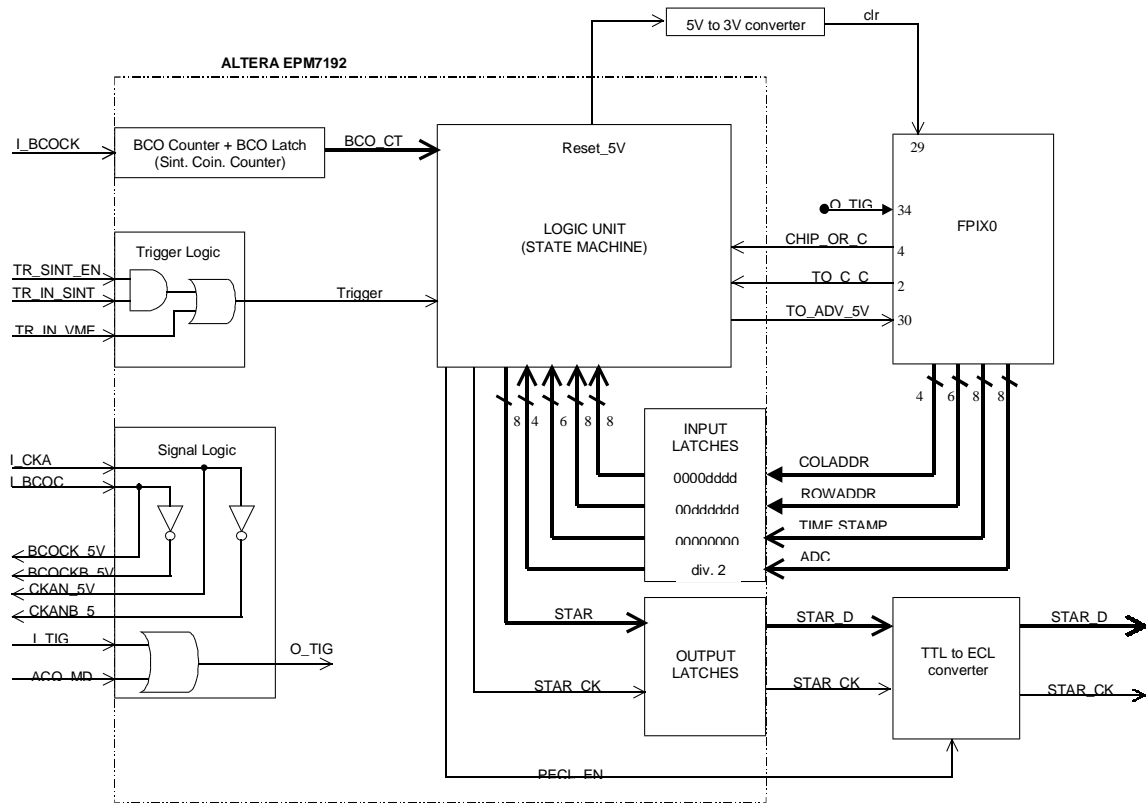 5V to 3V converter
clr
ALTERA EPM7192
I_BCOCK
BCO Counter + BCO Latch
(Sint. Coin. Counter)
BCO_CT
Reset_5V
29
LOGIC UNIT
(STATE MACHINE)
O_TIG
34
FPIX0
CHIP_OR_C
4
TO_C_C
2
TO_ADV_5V
30
Trigger Logic
TR_SINT_EN
TR_IN_SINT
TR_IN_VME
Trigger
8 4 6 8 8
4 6 8 8
Signal Logic
I_CKA
I_BCOC
BCOCK_5V
BCOCKB_5V
CKAN_5V
CKANB_5
I_TIG
ACQ_MD
O_TIG
INPUT
LATCHES
0000dddd
00dddddd
00000000
div. 2
COLADDR
ROWADDR
TIME_STAMP
ADC
STAR
STAR_CK
OUTPUT
LATCHES
STAR_D
STAR_CK
TTL to ECL
converter
STAR_D
STAR_CK
PECL_EN